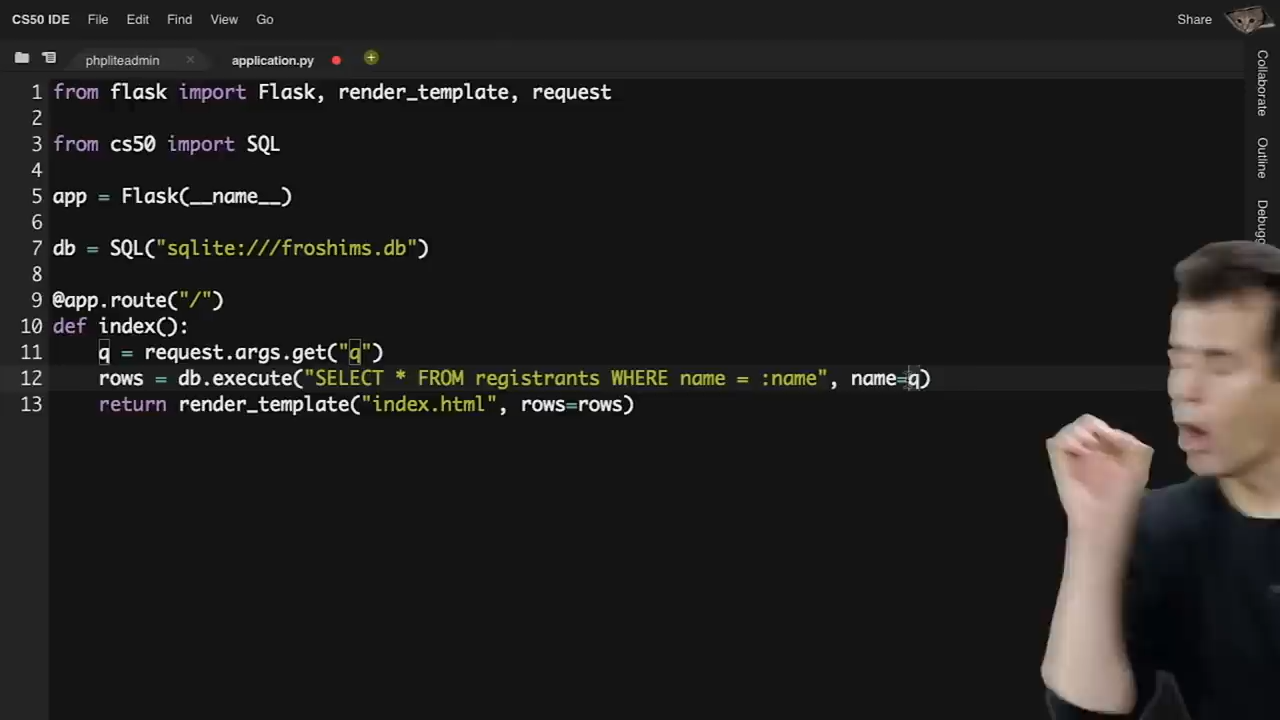 CS50 IDE File Edit Find View Go Share
phpliteadmin application.py
Collaborate
Outline
1 from flask import Flask, render_template, request
2
3 from cs50 import SQL
4
5 app = Flask(__name__)
6
7 db = SQL("sqlite:///froshims.db")
8
9 @app.route("/")
10 def index():
11 q = request.args.get("q")
12 rows = db.execute("SELECT * FROM registrants WHERE name = :name", name=q)
13 return render_template("index.html", rows=rows)